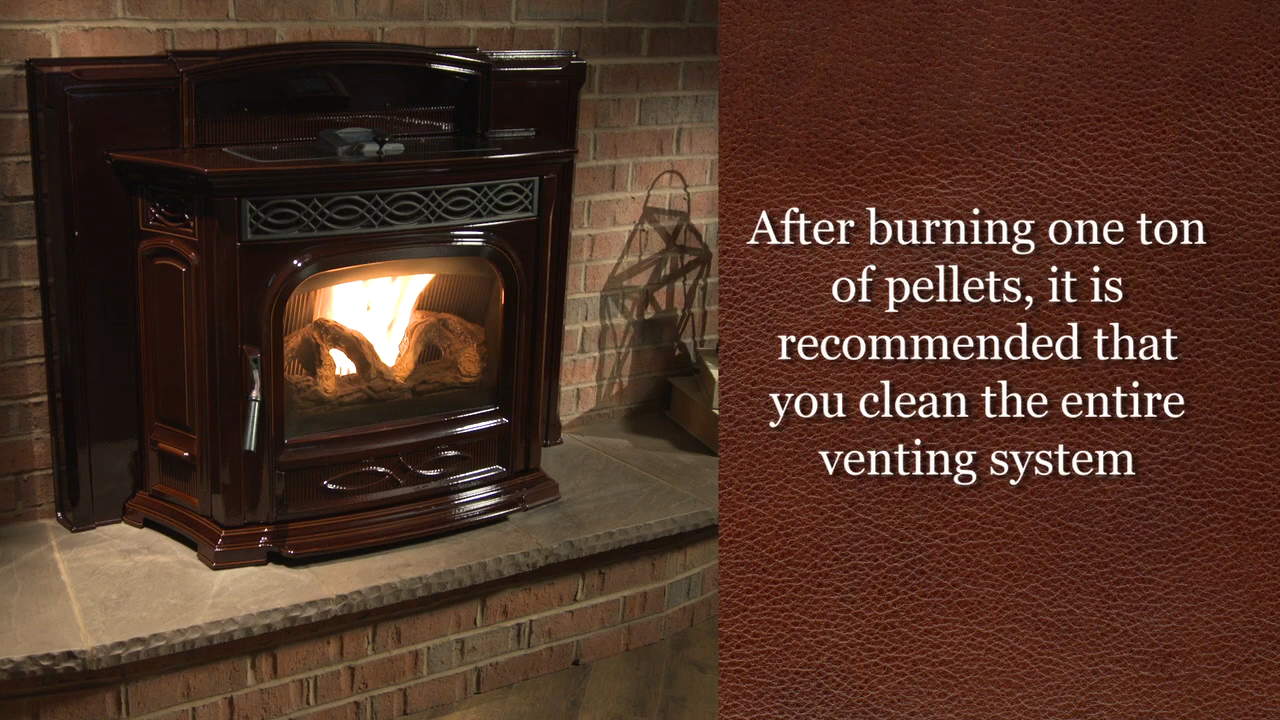 After burning one ton
of pellets, it is
recommended that
you clean the entire
venting system